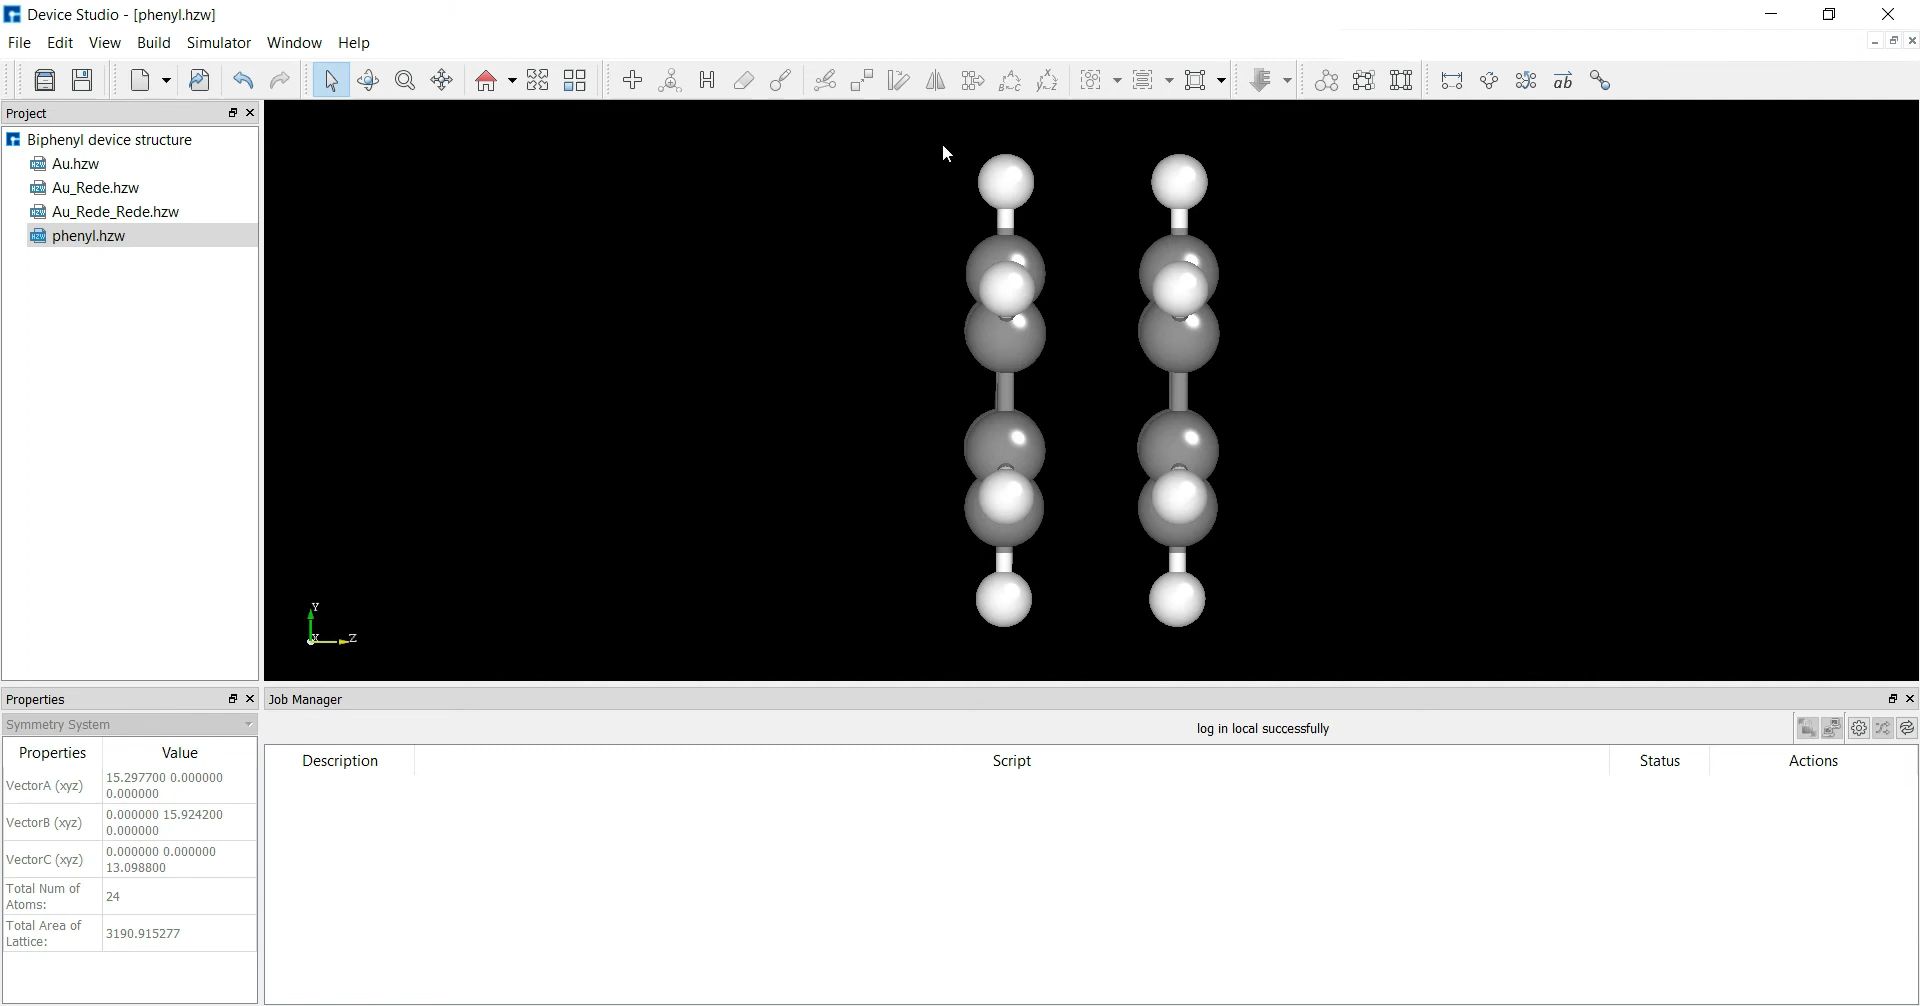 Device Studio - [phenyl.hzw]
File Edit View Build Simulator Window Help
Project
Biphenyl device structure
Au.hzw
Au_Rede.hzw
Au_Rede_Rede.hzw
phenyl.hzw
Y
X Z
Properties
Symmetry System
Properties Value
VectorA (xyz) 15.297700 0.000000
0.000000
VectorB (xyz) 0.000000 15.924200
0.000000
VectorC (xyz) 0.000000 0.000000
13.098800
Total Num of
Atoms: 24
Total Area of
Lattice: 3190.915277
Job Manager
log in local successfully
Description Script Status Actions